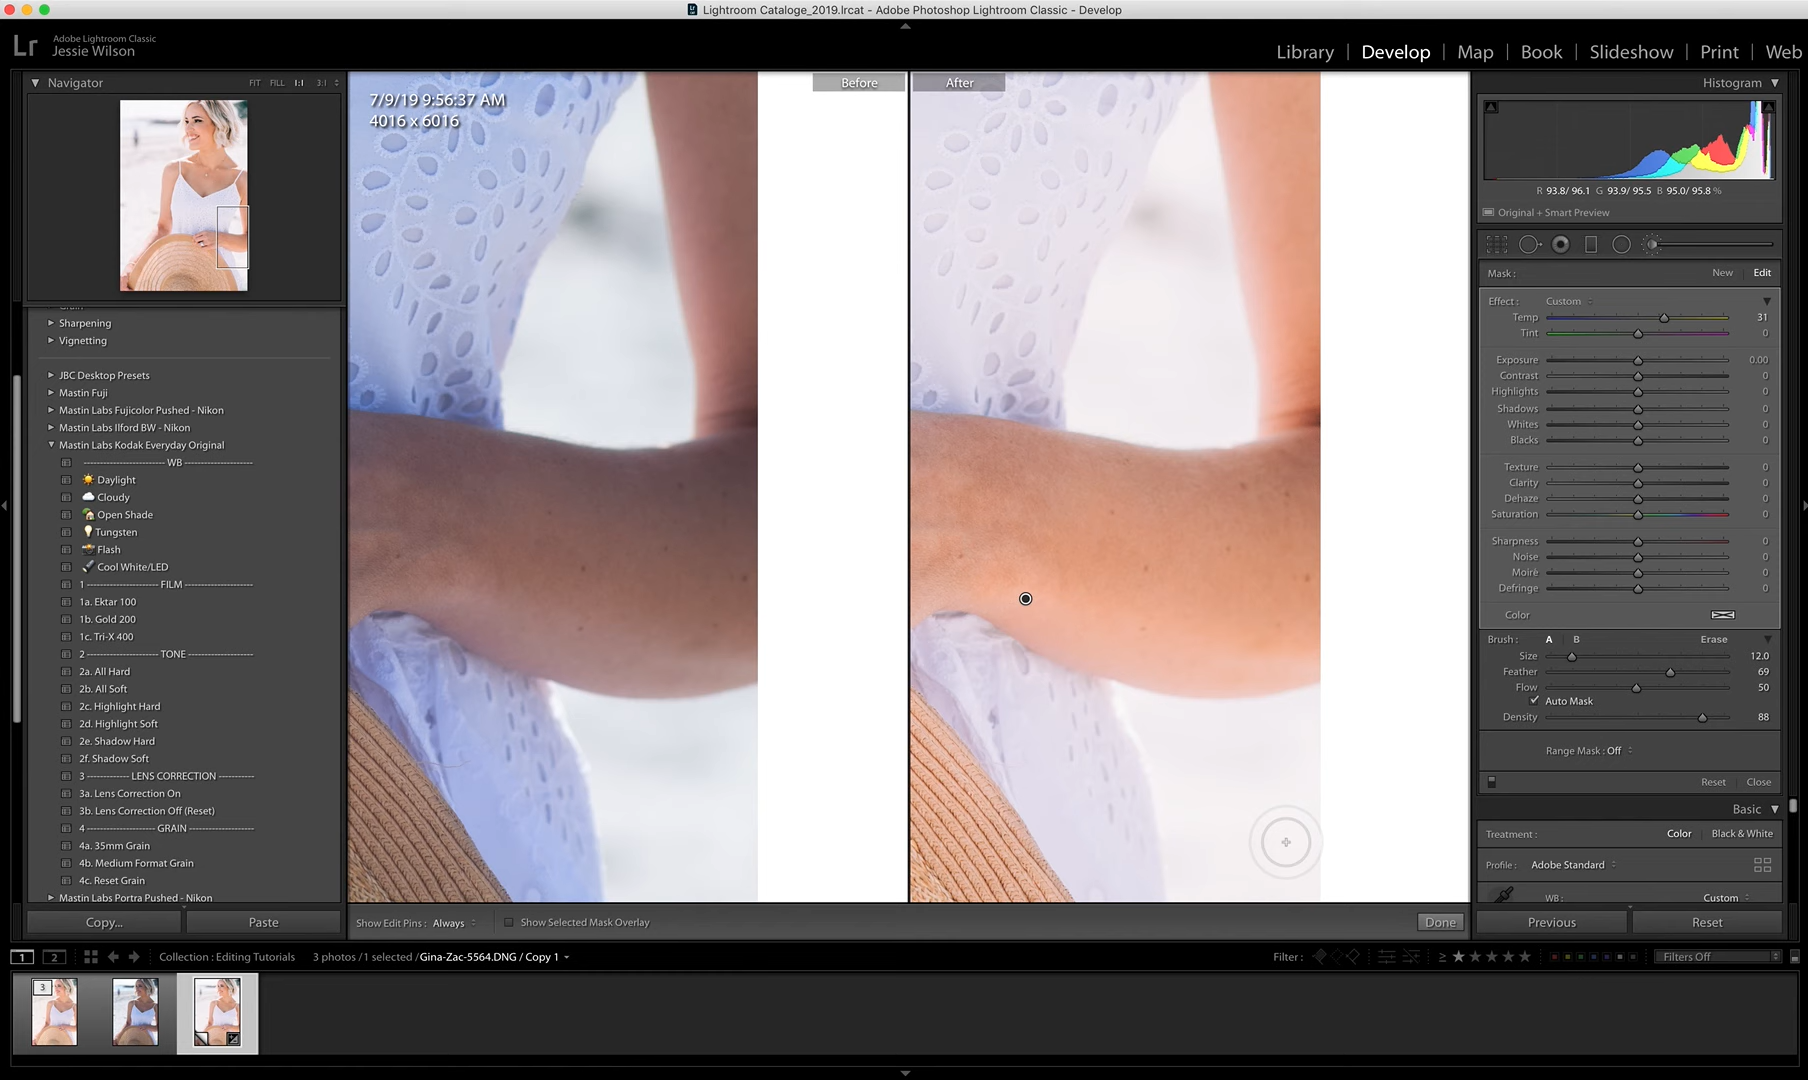 Lightroom Cataloge_2019.lrcat - Adobe Photoshop Lightroom Classic - Develop
Lr
Adobe Lightroom Classic
Jessie Wilson
Library | Develop | Map | Book | Slideshow | Print | Web
Navigator
FIT FILL 1:1 3:1
Sharpening
Vignetting
JBC Desktop Presets
Mastin Fuji
Mastin Labs Fujicolor Pushed - Nikon
Mastin Labs Ilford BW - Nikon
Mastin Labs Kodak Everyday Original
------------------------- WB ---------------------
Daylight
Cloudy
Open Shade
Tungsten
Flash
Cool White/LED
1 ---------------------- FILM ---------------------
1a. Ektar 100
1b. Gold 200
1c. Tri-X 400
2 --------------------- TONE ---------------------
2a. All Hard
2b. All Soft
2c. Highlight Hard
2d. Highlight Soft
2e. Shadow Hard
2f. Shadow Soft
3 ------------- LENS CORRECTION -----------
3a. Lens Correction On
3b. Lens Correction Off (Reset)
4 -------------------- GRAIN --------------------
4a. 35mm Grain
4b. Medium Format Grain
4c. Reset Grain
Mastin Labs Portra Pushed - Nikon
Copy...
Paste
7/9/19 9:56:37 AM
4016 x 6016
Before
After
Show Edit Pins : Always
Show Selected Mask Overlay
Done
Histogram
R 93.8/ 96.1 G 93.9/ 95.5 B 95.0/ 95.8 %
Original + Smart Preview
Mask : New Edit
Effect : Custom
Temp 31
Tint 0
Exposure 0.00
Contrast 0
Highlights 0
Shadows 0
Whites 0
Blacks 0
Texture 0
Clarity 0
Dehaze 0
Saturation 0
Sharpness 0
Noise 0
Moiré 0
Defringe 0
Color
Brush : A B Erase
Size 12.0
Feather 69
Flow 50
Auto Mask
Density 88
Range Mask : Off
Reset Close
Basic
Treatment : Color | Black & White
Profile : Adobe Standard
WB: Custom
Previous
Reset
1 2 Collection : Editing Tutorials 3 photos / 1 selected / Gina-Zac-5564.DNG / Copy 1
Filter : ≥ Filters Off
3